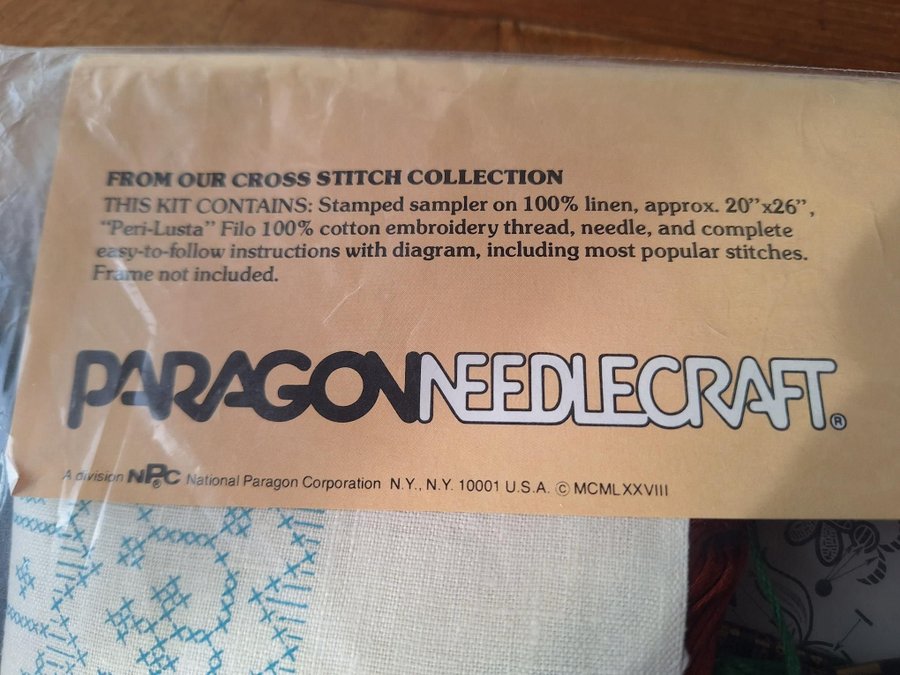 FROM OUR CROSS STITCH COLLECTION
THIS KIT CONTAINS: Stamped sampler on 100% linen, approx. 20”x26”,
“Peri-Lusta” Filo 100% cotton embroidery thread, needle, and complete
easy-to-follow instructions with diagram, including most popular stitches.
Frame not included.
PARAGON NEEDLECRAFT®
A division NPC® National Paragon Corporation N.Y., N.Y. 10001 U.S.A. © MCMLXXVIII